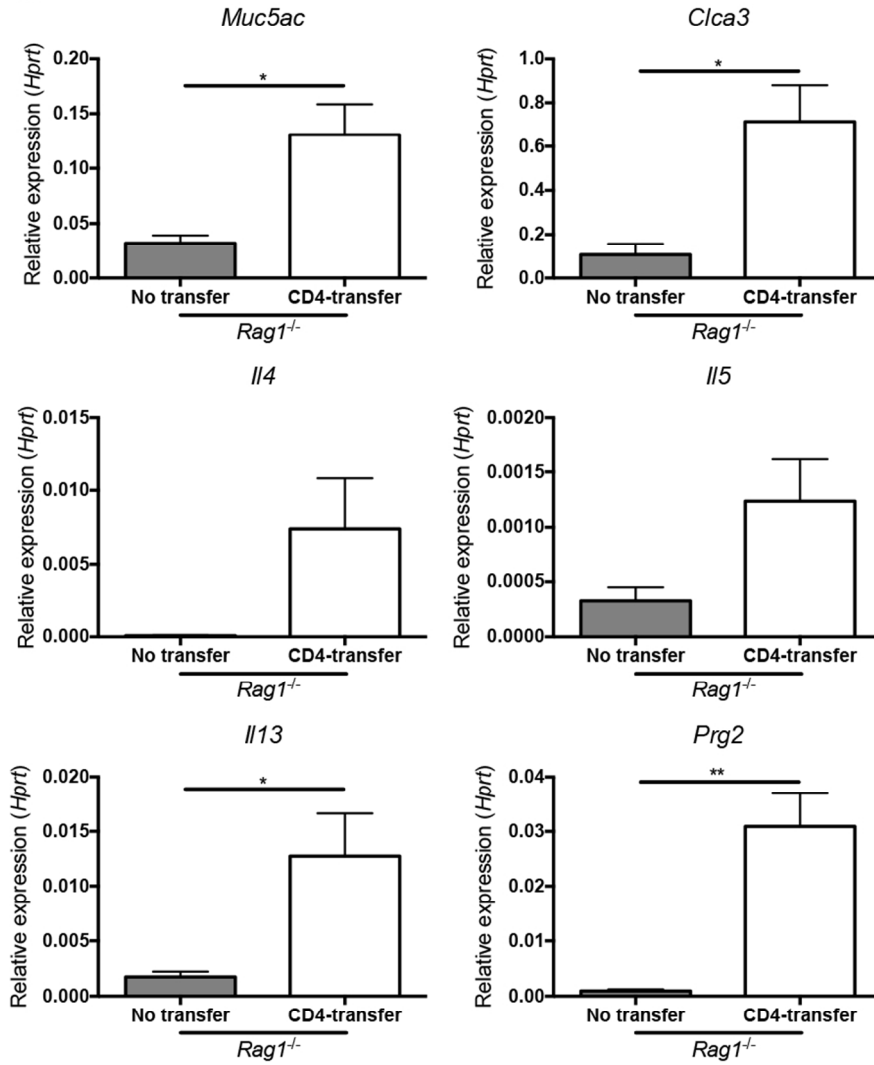 Muc5ac
Relative expression (Hprt)
0.20
0.15
0.10
0.05
0.00
*
No transfer CD4-transfer
Rag1-/-
Clca3
Relative expression (Hprt)
1.0
0.8
0.6
0.4
0.2
0.0
*
No transfer CD4-transfer
Rag1-/-
Il4
Relative expression (Hprt)
0.015
0.010
0.005
0.000
No transfer CD4-transfer
Rag1-/-
Il5
Relative expression (Hprt)
0.0020
0.0015
0.0010
0.0005
0.0000
No transfer CD4-transfer
Rag1-/-
Il13
Relative expression (Hprt)
0.020
0.015
0.010
0.005
0.000
*
No transfer CD4-transfer
Rag1-/-
Prg2
Relative expression (Hprt)
0.04
0.03
0.02
0.01
0.00
**
No transfer CD4-transfer
Rag1-/-